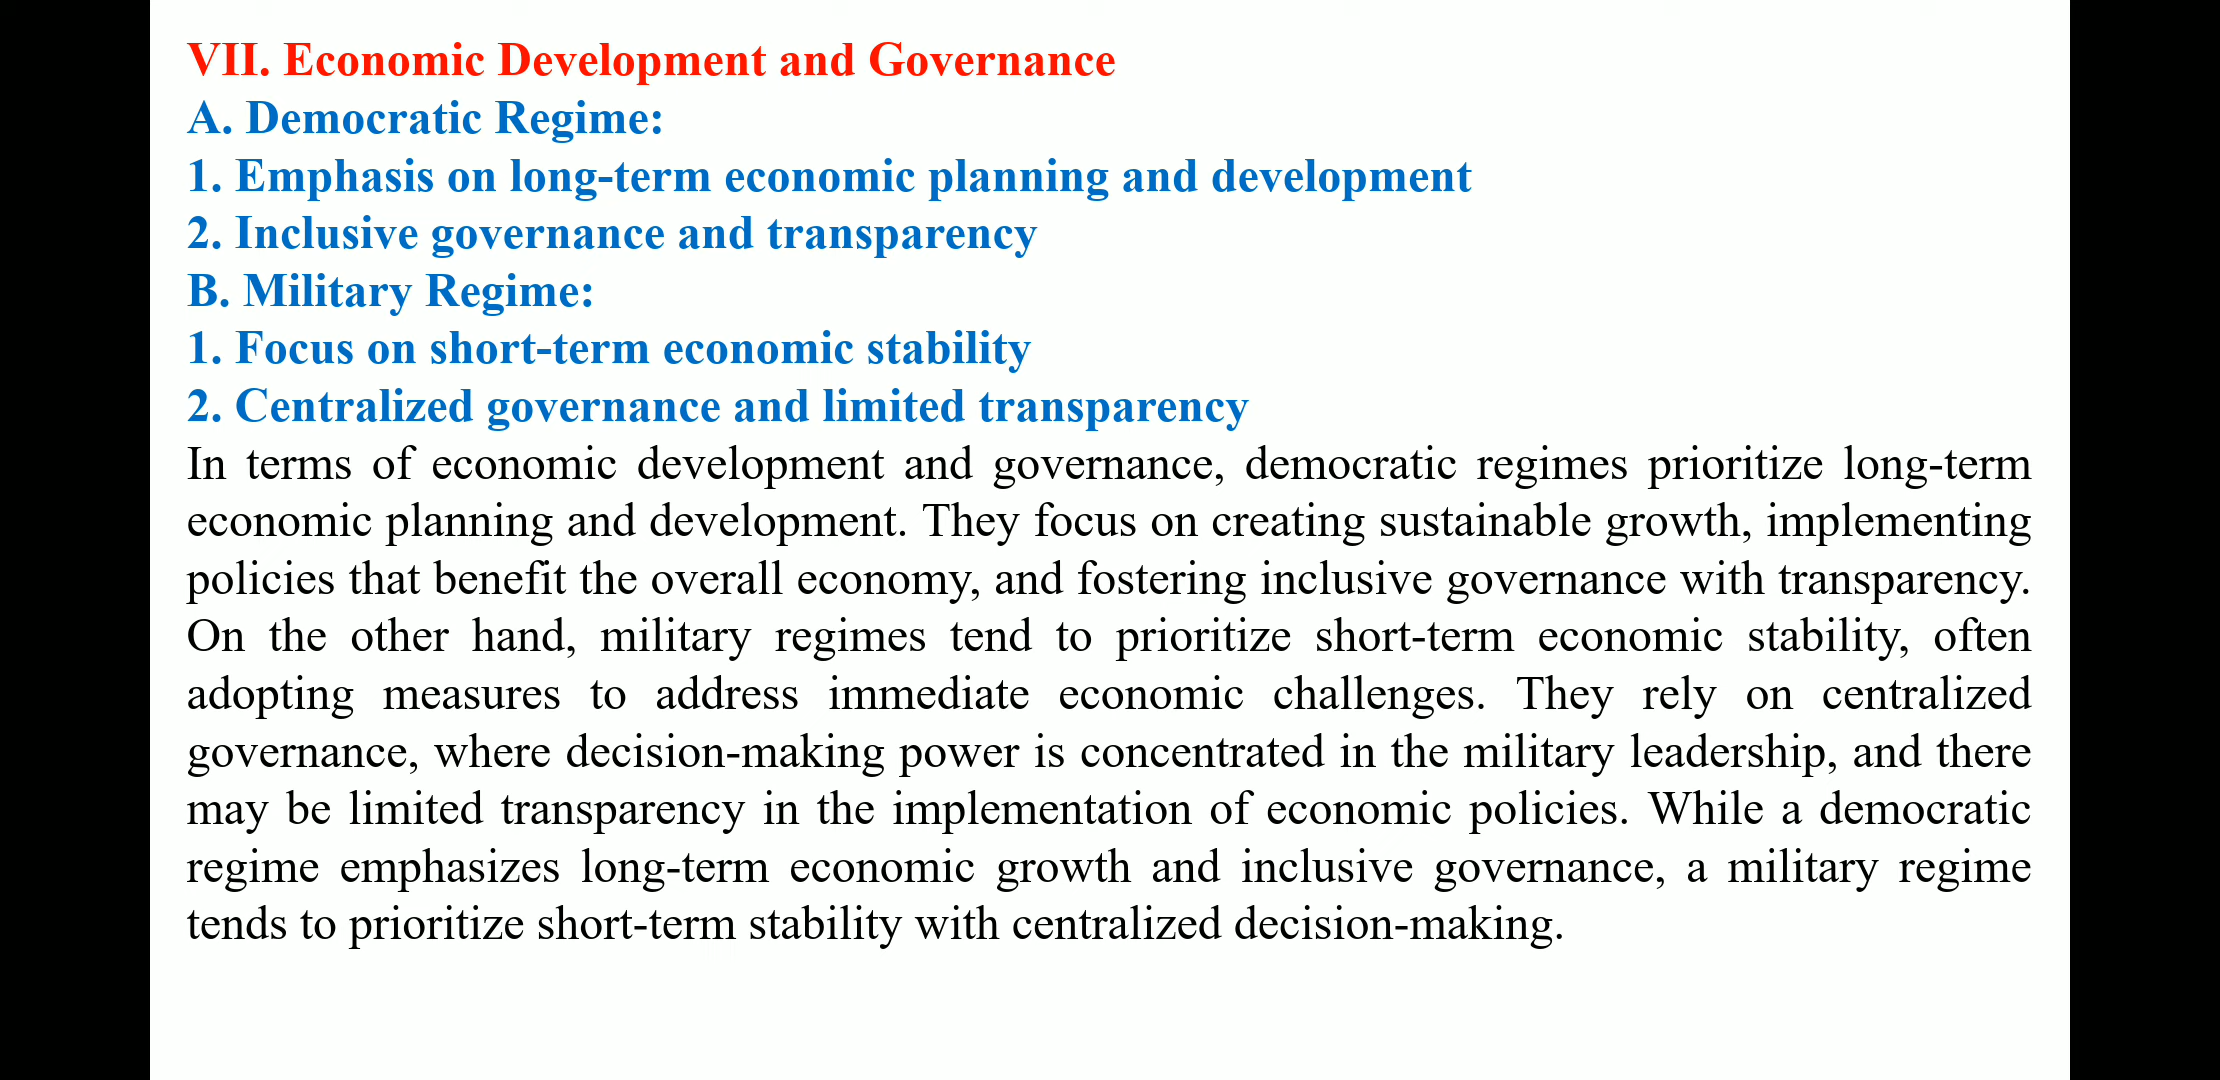 VII. Economic Development and Governance
A. Democratic Regime:
1. Emphasis on long-term economic planning and development
2. Inclusive governance and transparency
B. Military Regime:
1. Focus on short-term economic stability
2. Centralized governance and limited transparency
In terms of economic development and governance, democratic regimes prioritize long-term
economic planning and development. They focus on creating sustainable growth, implementing
policies that benefit the overall economy, and fostering inclusive governance with transparency.
On the other hand, military regimes tend to prioritize short-term economic stability, often
adopting measures to address immediate economic challenges. They rely on centralized
governance, where decision-making power is concentrated in the military leadership, and there
may be limited transparency in the implementation of economic policies. While a democratic
regime emphasizes long-term economic growth and inclusive governance, a military regime
tends to prioritize short-term stability with centralized decision-making.